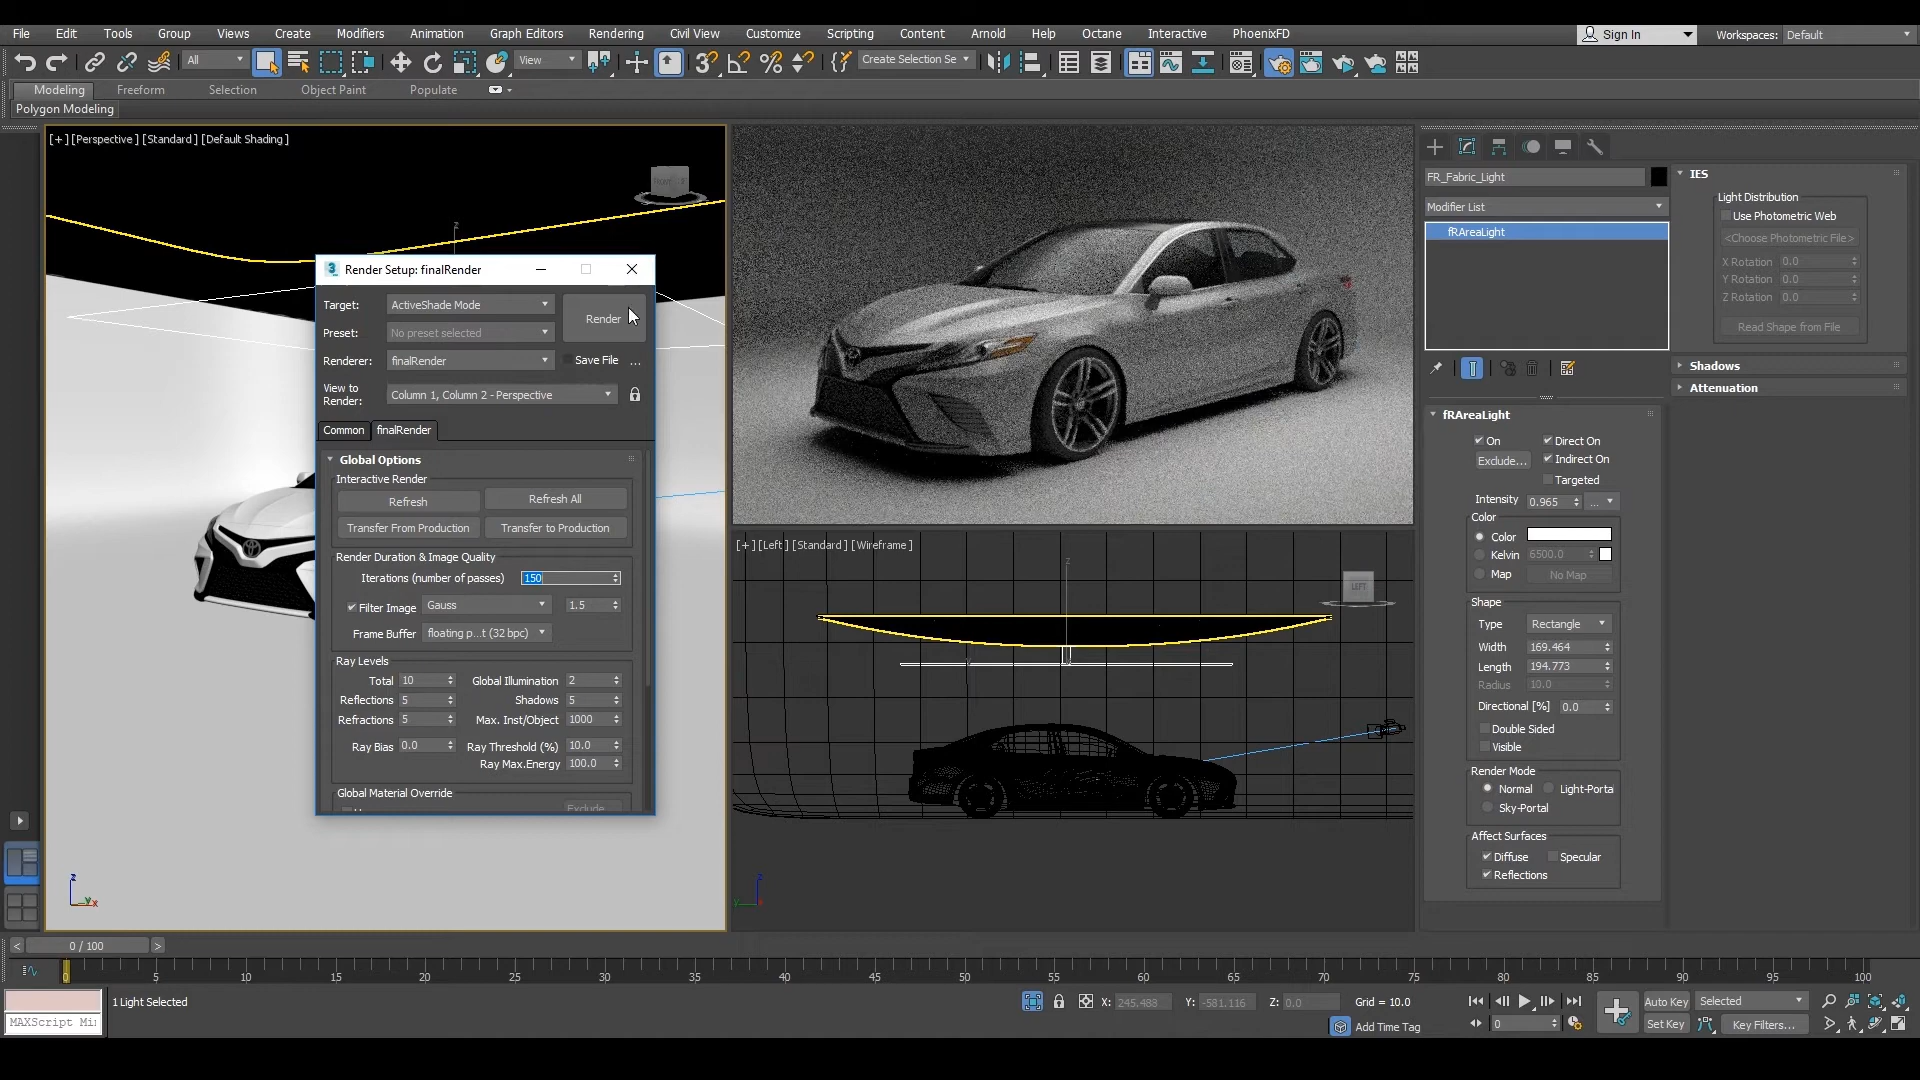 File Edit Tools Group Views Create Modifiers Animation Graph Editors Rendering Civil View Customize Scripting Content Arnold Help Octane Interactive PhoenixFD Sign In Workspaces: Default
All View Create Selection Se
Modeling Freeform Selection Object Paint Populate
Polygon Modeling
[+] [Perspective ] [Standard ] [Default Shading ]
Render Setup: finalRender
Target: ActiveShade Mode
Render
Preset: No preset selected
Renderer: finalRender
Save File ...
View to Render: Column 1, Column 2 - Perspective
Common finalRender
Global Options
Interactive Render
Refresh Refresh All
Transfer From Production Transfer to Production
Render Duration & Image Quality
Iterations (number of passes) 150
Filter Image Gauss 1.5
Frame Buffer floating p...t (32 bpc)
Ray Levels
Total 10 Global Illumination 2
Reflections 5 Shadows 5
Refractions 5 Max. Inst/Object 1000
Ray Bias 0.0 Ray Threshold (%) 10.0
Ray Max.Energy 100.0
Global Material Override
Exclude...
[+] [Left ] [Standard ] [Wireframe ]
LEFT
z
z
z
y
x
y
FR_Fabric_Light
Modifier List
fRAreaLight
fRAreaLight
On Direct On
Exclude... Indirect On
Targeted
Intensity 0.965 ...
Color
Color
Kelvin 6500.0
Map No Map
Shape
Type Rectangle
Width 169.464
Length 194.773
Radius 10.0
Directional [%] 0.0
Double Sided
Visible
Render Mode
Normal Light-Porta
Sky-Portal
Affect Surfaces
Diffuse Specular
Reflections
IES
Light Distribution
Use Photometric Web
<Choose Photometric File>
X Rotation 0.0
Y Rotation 0.0
Z Rotation 0.0
Read Shape from File
Shadows
Attenuation
< 0 / 100 >
0 5 10 15 20 25 30 35 40 45 50 55 60 65 70 75 80 85 90 95 100
1 Light Selected
MAXScript Mi
X: 245.488 Y: -581.116 Z: 0.0 Grid = 10.0
Add Time Tag
0
Auto Key Selected
Set Key Key Filters...